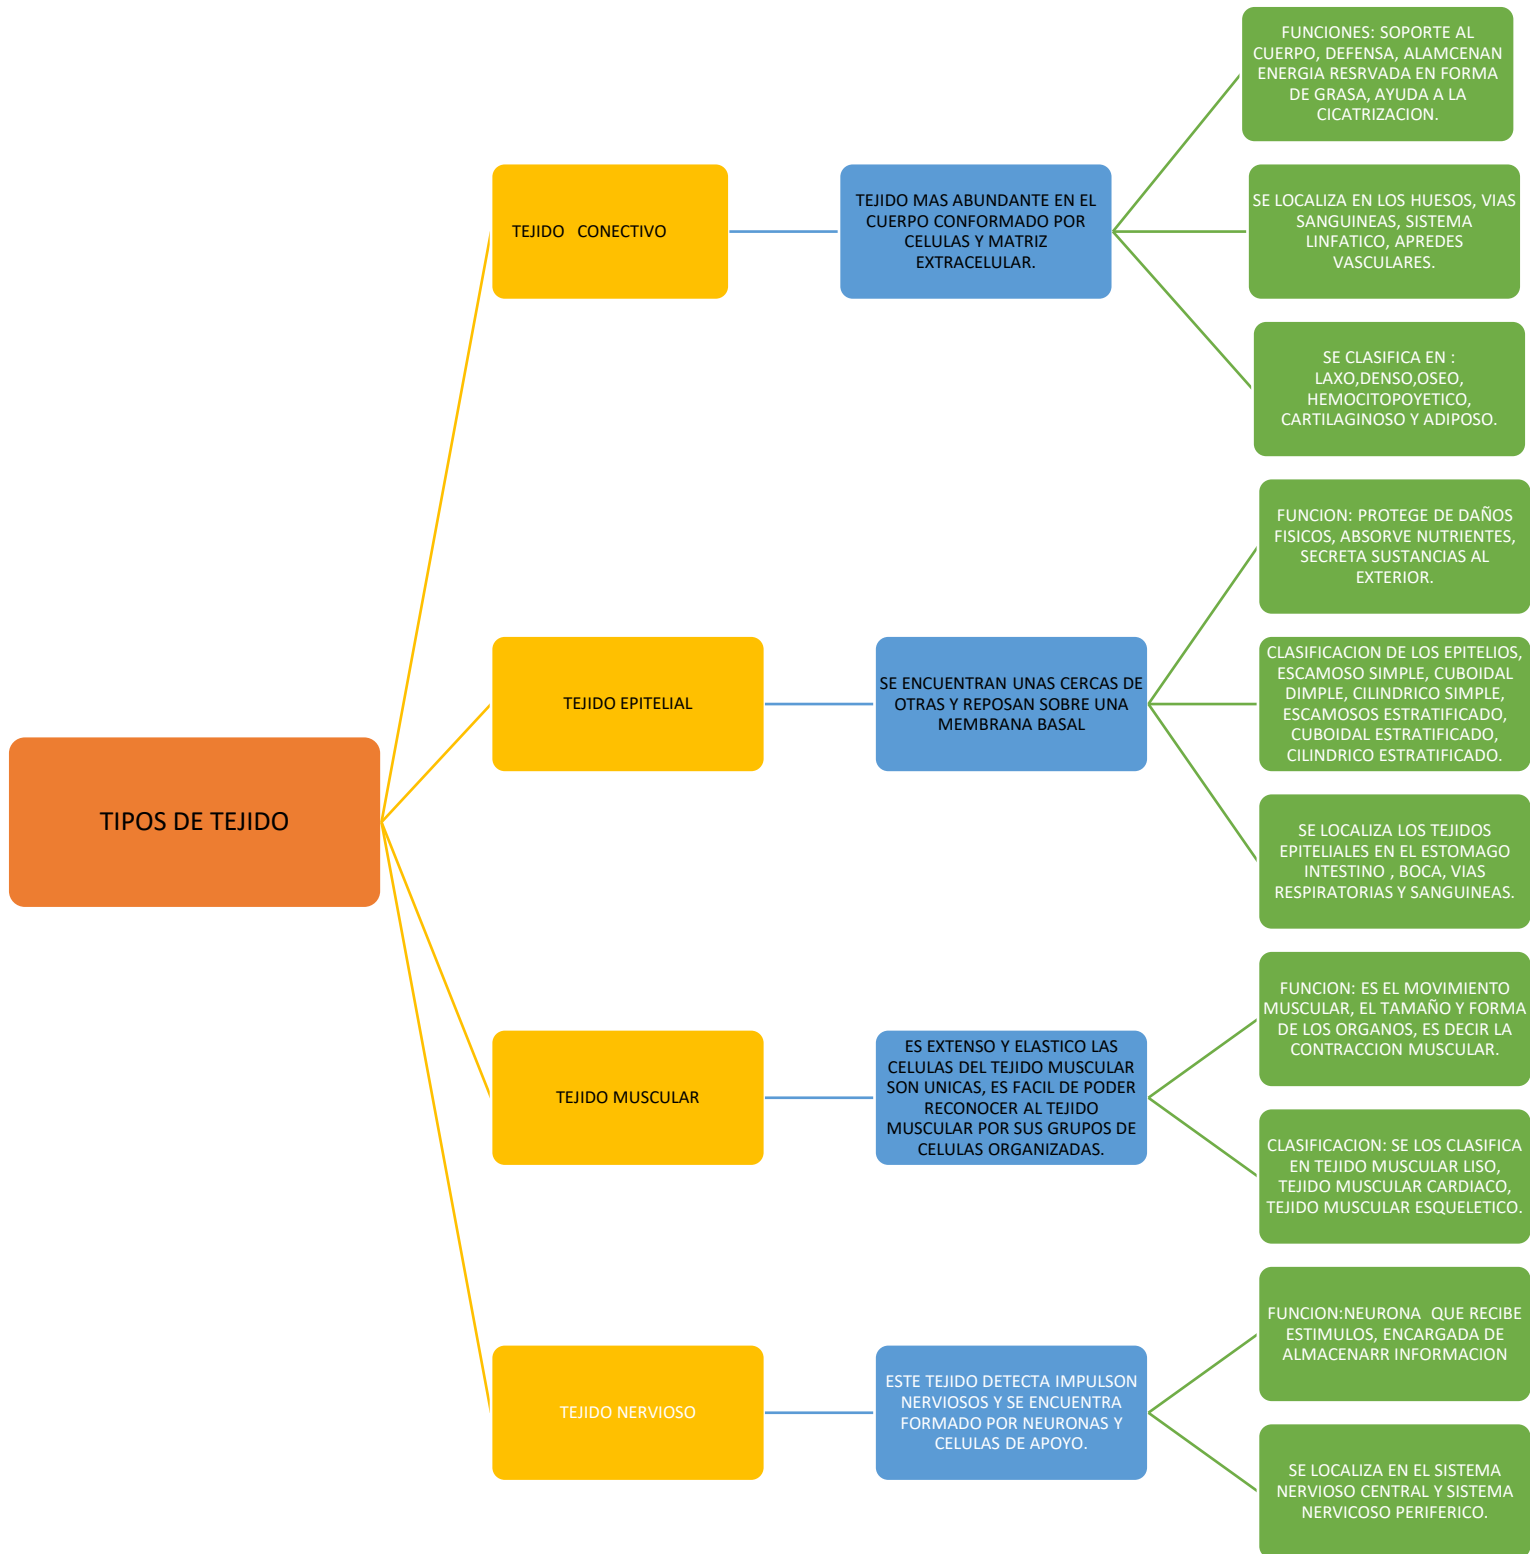 TIPOS DE TEJIDO
TEJIDO CONECTIVO
TEJIDO MAS ABUNDANTE EN EL
CUERPO CONFORMADO POR
CELULAS Y MATRIZ
EXTRACELULAR.
FUNCIONES: SOPORTE AL
CUERPO, DEFENSA, ALAMCENAN
ENERGIA RESRVADA EN FORMA
DE GRASA, AYUDA A LA
CICATRIZACION.
SE LOCALIZA EN LOS HUESOS, VIAS
SANGUINEAS, SISTEMA
LINFATICO, APREDES
VASCULARES.
SE CLASIFICA EN :
LAXO,DENSO,OSEO,
HEMOCITOPOYETICO,
CARTILAGINOSO Y ADIPOSO.
TEJIDO EPITELIAL
SE ENCUENTRAN UNAS CERCAS DE
OTRAS Y REPOSAN SOBRE UNA
MEMBRANA BASAL
FUNCION: PROTEGE DE DAÑOS
FISICOS, ABSORVE NUTRIENTES,
SECRETA SUSTANCIAS AL
EXTERIOR.
CLASIFICACION DE LOS EPITELIOS,
ESCAMOSO SIMPLE, CUBOIDAL
DIMPLE, CILINDRICO SIMPLE,
ESCAMOSOS ESTRATIFICADO,
CUBOIDAL ESTRATIFICADO,
CILINDRICO ESTRATIFICADO.
SE LOCALIZA LOS TEJIDOS
EPITELIALES EN EL ESTOMAGO
INTESTINO , BOCA, VIAS
RESPIRATORIAS Y SANGUINEAS.
TEJIDO MUSCULAR
ES EXTENSO Y ELASTICO LAS
CELULAS DEL TEJIDO MUSCULAR
SON UNICAS, ES FACIL DE PODER
RECONOCER AL TEJIDO
MUSCULAR POR SUS GRUPOS DE
CELULAS ORGANIZADAS.
FUNCION: ES EL MOVIMIENTO
MUSCULAR, EL TAMAÑO Y FORMA
DE LOS ORGANOS, ES DECIR LA
CONTRACCION MUSCULAR.
CLASIFICACION: SE LOS CLASIFICA
EN TEJIDO MUSCULAR LISO,
TEJIDO MUSCULAR CARDIACO,
TEJIDO MUSCULAR ESQUELETICO.
TEJIDO NERVIOSO
ESTE TEJIDO DETECTA IMPULSON
NERVIOSOS Y SE ENCUENTRA
FORMADO POR NEURONAS Y
CELULAS DE APOYO.
FUNCION:NEURONA QUE RECIBE
ESTIMULOS, ENCARGADA DE
ALMACENARR INFORMACION
SE LOCALIZA EN EL SISTEMA
NERVIOSO CENTRAL Y SISTEMA
NERVICOSO PERIFERICO.